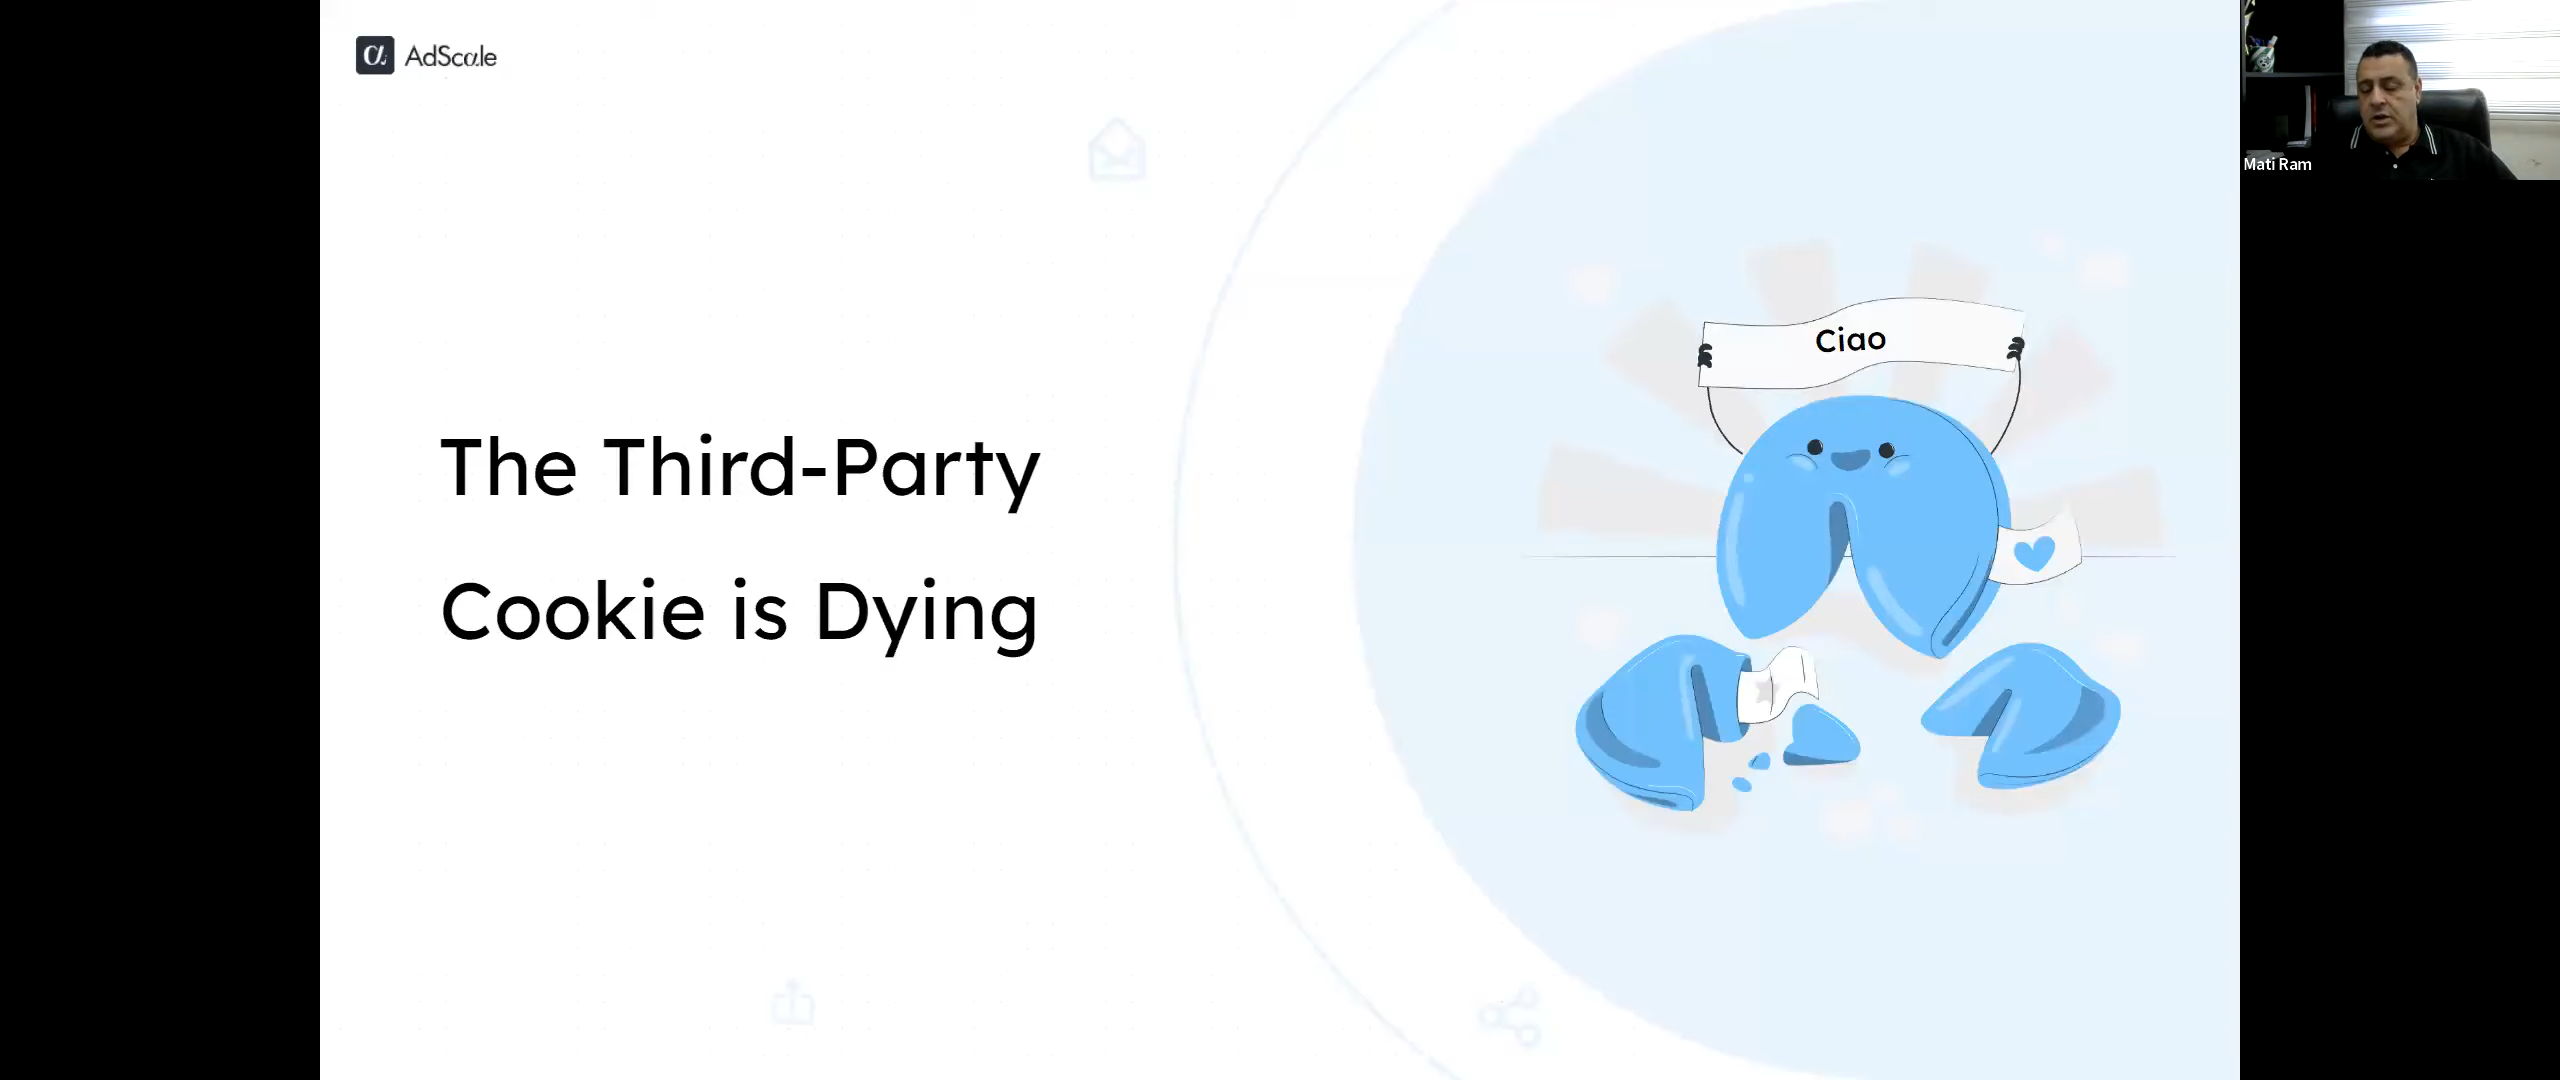 AdScale
Mati Ram
Ciao
The Third-Party
Cookie is Dying